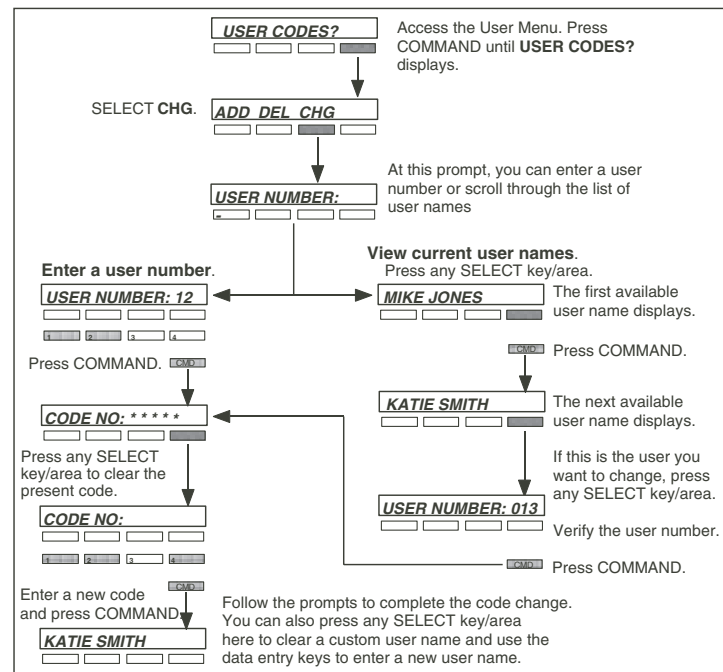 USER CODES?
Access the User Menu. Press
COMMAND until USER CODES?
displays.
SELECT CHG.
ADD DEL CHG
At this prompt, you can enter a user
number or scroll through the list of
user names
USER NUMBER:
-
Enter a user number.
USER NUMBER: 12
1 2 3 4
Press COMMAND. CMD
CODE NO: * * * * *
Press any SELECT
key/area to clear the
present code.
CODE NO:
1 2 3 4
CMD
Enter a new code
and press COMMAND.
KATIE SMITH
View current user names.
Press any SELECT key/area.
MIKE JONES
The first available
user name displays.
CMD Press COMMAND.
KATIE SMITH
The next available
user name displays.
If this is the user you
want to change, press
any SELECT key/area.
USER NUMBER: 013
Verify the user number.
CMD Press COMMAND.
Follow the prompts to complete the code change.
You can also press any SELECT key/area
here to clear a custom user name and use the
data entry keys to enter a new user name.